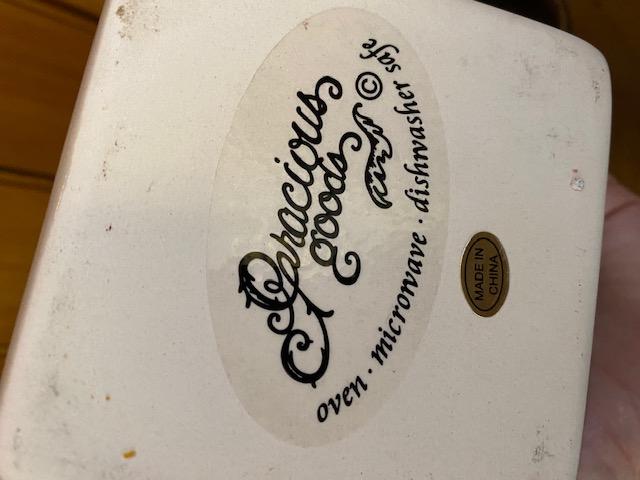 Gracious
goods
©
oven · microwave · dishwasher safe
MADE IN
CHINA